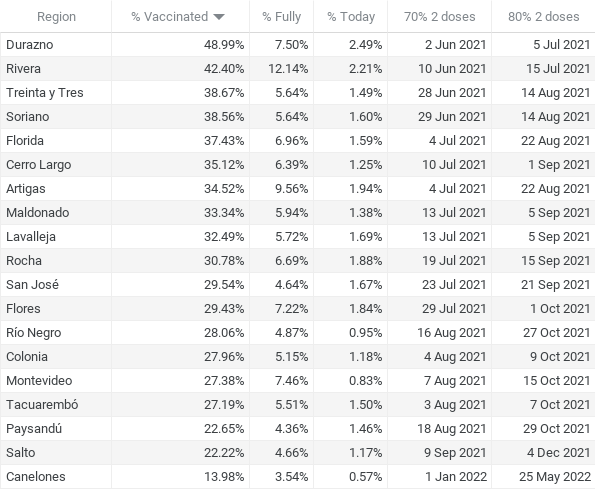 Region % Vaccinated % Fully % Today 70% 2 doses 80% 2 doses
Durazno 48.99% 7.50% 2.49% 2 Jun 2021 5 Jul 2021
Rivera 42.40% 12.14% 2.21% 10 Jun 2021 15 Jul 2021
Treinta y Tres 38.67% 5.64% 1.49% 28 Jun 2021 14 Aug 2021
Soriano 38.56% 5.64% 1.60% 29 Jun 2021 14 Aug 2021
Florida 37.43% 6.96% 1.59% 4 Jul 2021 22 Aug 2021
Cerro Largo 35.12% 6.39% 1.25% 10 Jul 2021 1 Sep 2021
Artigas 34.52% 9.56% 1.94% 4 Jul 2021 22 Aug 2021
Maldonado 33.34% 5.94% 1.38% 13 Jul 2021 5 Sep 2021
Lavalleja 32.49% 5.72% 1.69% 13 Jul 2021 5 Sep 2021
Rocha 30.78% 6.69% 1.88% 19 Jul 2021 15 Sep 2021
San José 29.54% 4.64% 1.67% 23 Jul 2021 21 Sep 2021
Flores 29.43% 7.22% 1.84% 29 Jul 2021 1 Oct 2021
Río Negro 28.06% 4.87% 0.95% 16 Aug 2021 27 Oct 2021
Colonia 27.96% 5.15% 1.18% 4 Aug 2021 9 Oct 2021
Montevideo 27.38% 7.46% 0.83% 7 Aug 2021 15 Oct 2021
Tacuarembó 27.19% 5.51% 1.50% 3 Aug 2021 7 Oct 2021
Paysandú 22.65% 4.36% 1.46% 18 Aug 2021 29 Oct 2021
Salto 22.22% 4.66% 1.17% 9 Sep 2021 4 Dec 2021
Canelones 13.98% 3.54% 0.57% 1 Jan 2022 25 May 2022